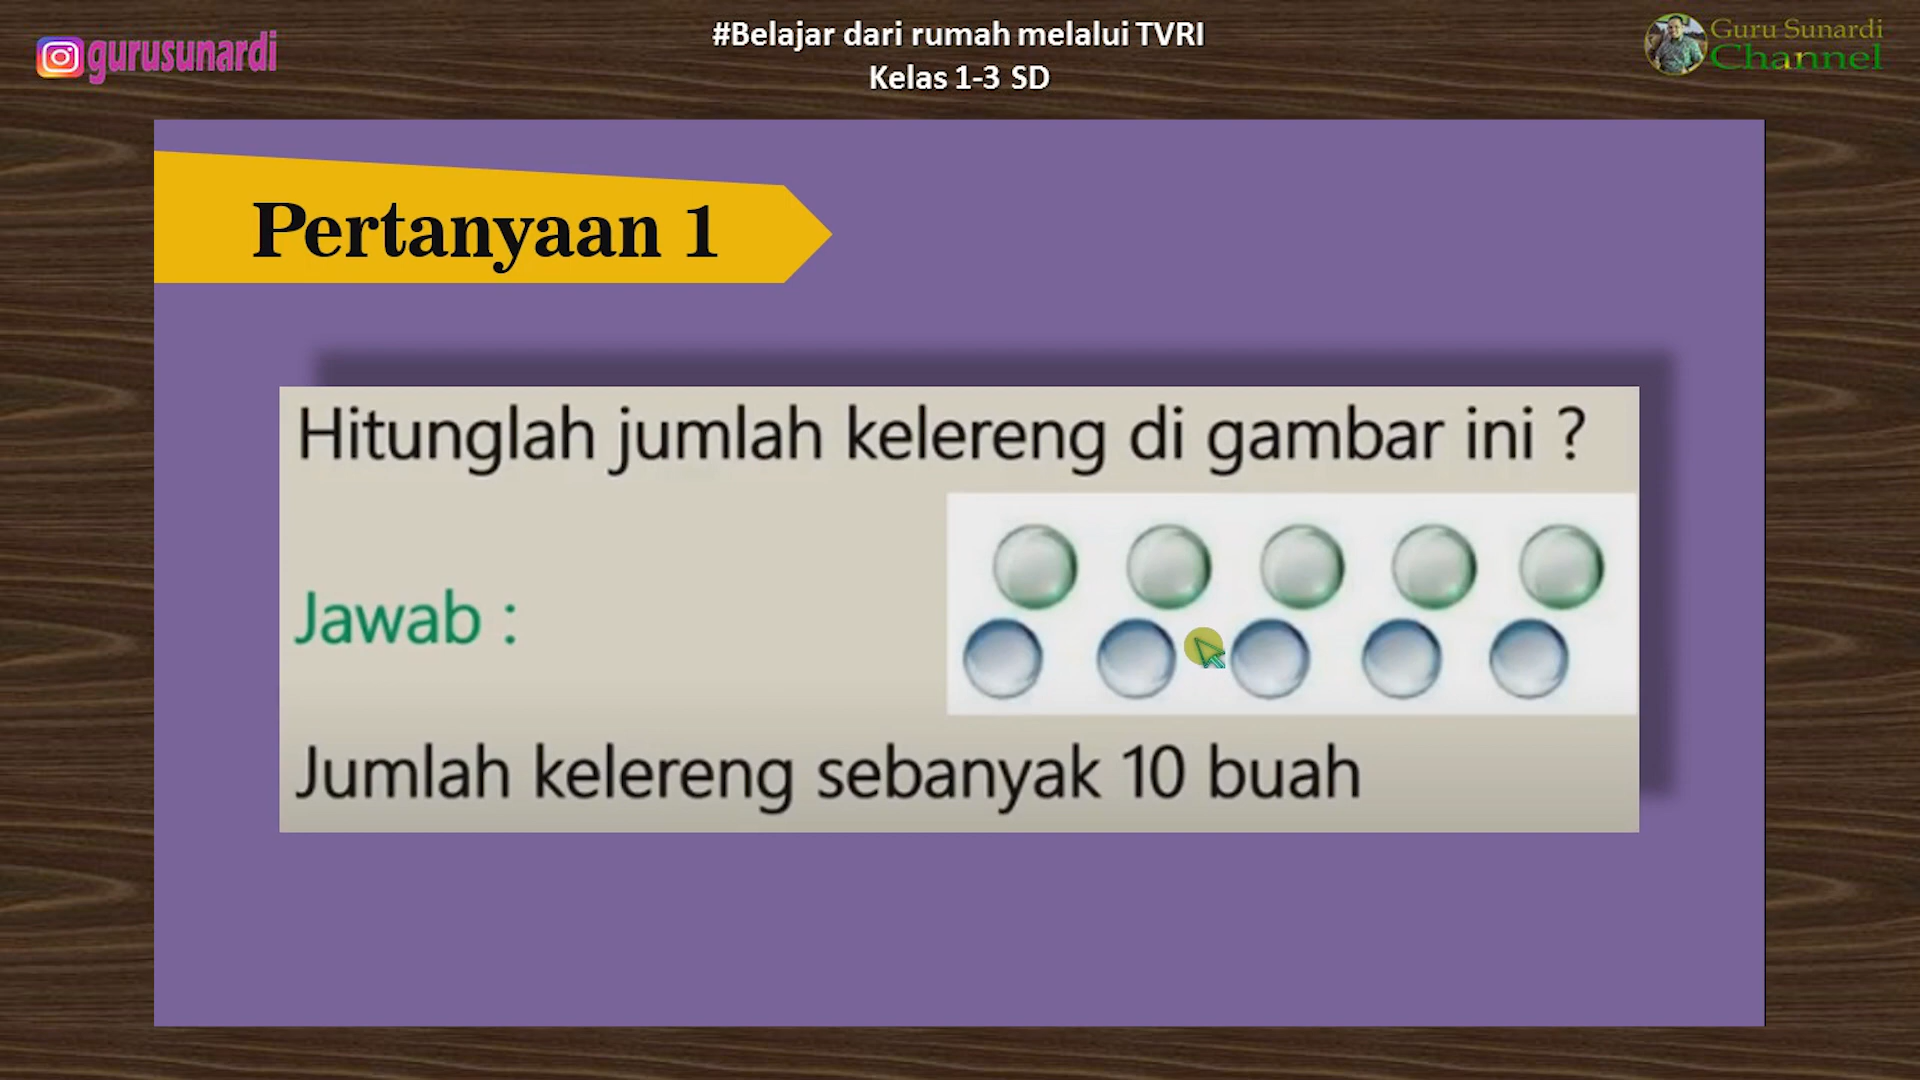 #Belajar dari rumah melalui TVRI
Kelas 1-3 SD
gurusunardi
Guru Sunardi
Channel
Pertanyaan 1
Hitunglah jumlah kelereng di gambar ini ?
Jawab :
Jumlah kelereng sebanyak 10 buah